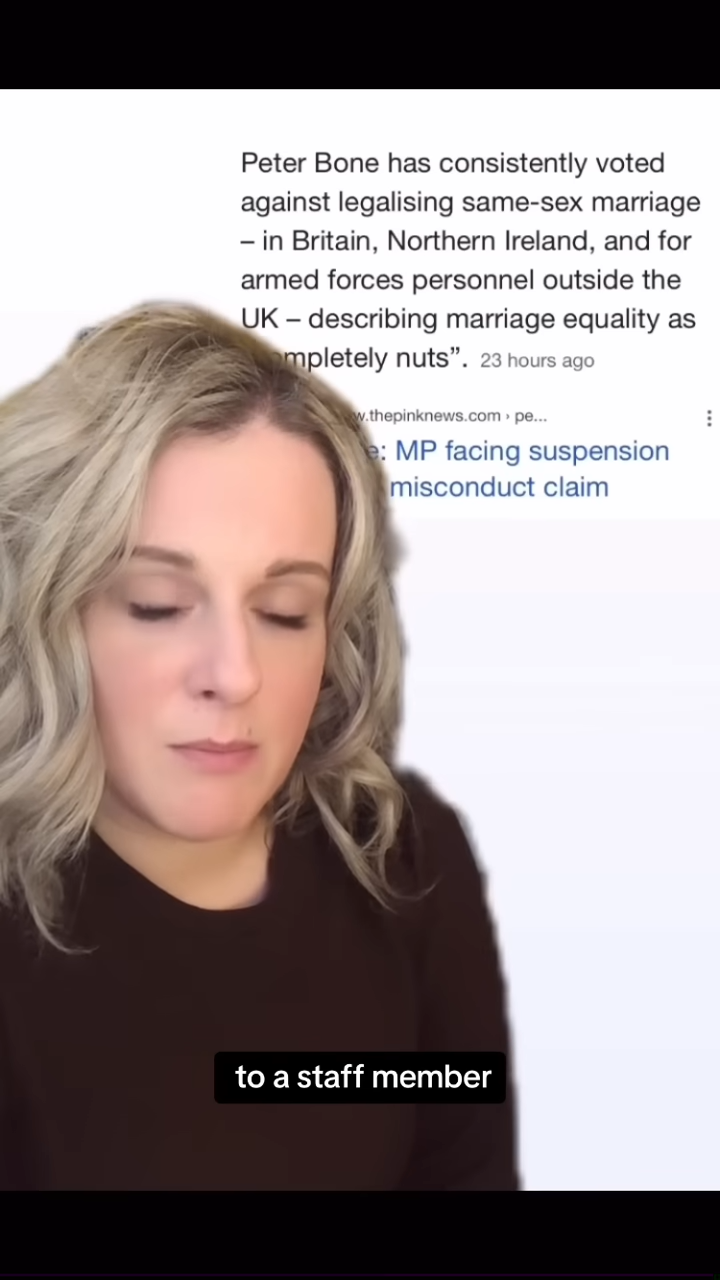 Peter Bone has consistently voted
against legalising same-sex marriage
– in Britain, Northern Ireland, and for
armed forces personnel outside the
UK – describing marriage equality as
mpletely nuts”. 23 hours ago
w.thepinknews.com › pe...
e: MP facing suspension
misconduct claim
to a staff member